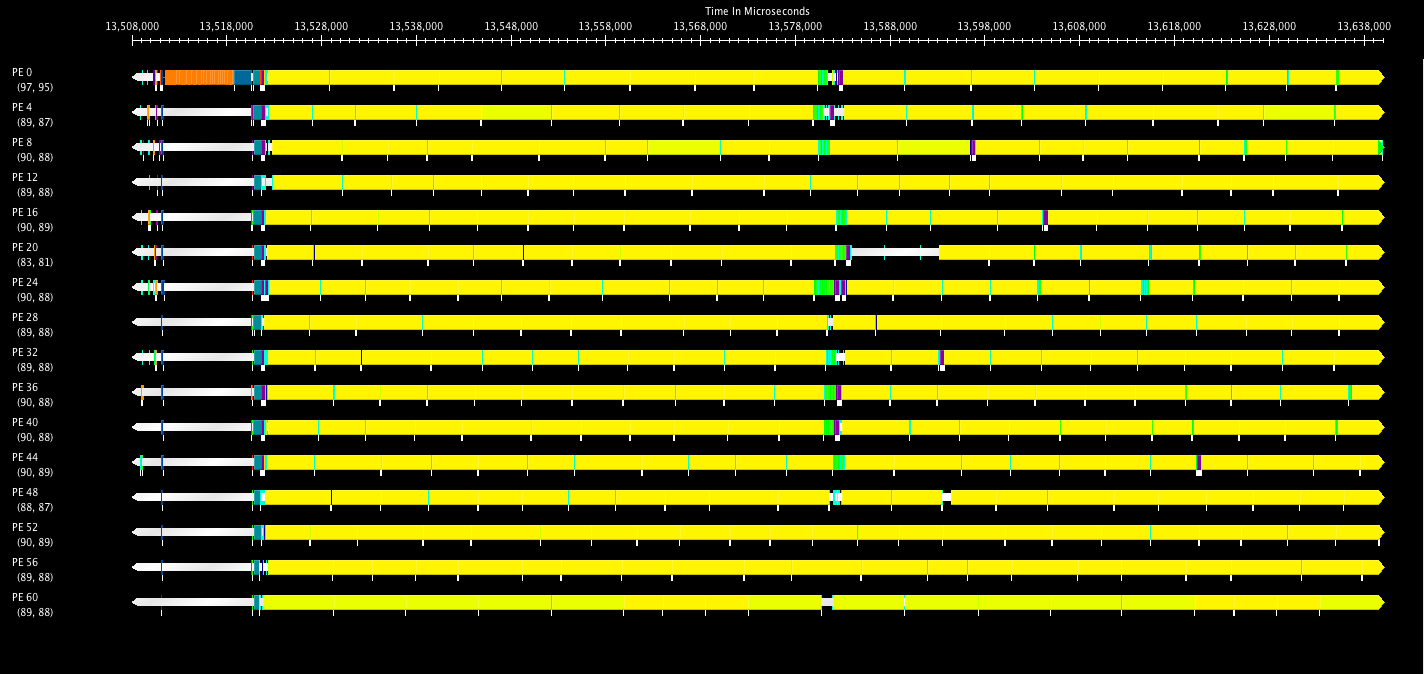 Time In Microseconds
13,508,000 13,518,000 13,528,000 13,538,000 13,548,000 13,558,000 13,568,000 13,578,000 13,588,000 13,598,000 13,608,000 13,618,000 13,628,000 13,638,000
PE 0
(97, 95)
PE 4
(89, 87)
PE 8
(90, 88)
PE 12
(89, 88)
PE 16
(90, 89)
PE 20
(83, 81)
PE 24
(90, 88)
PE 28
(89, 88)
PE 32
(89, 88)
PE 36
(90, 88)
PE 40
(90, 88)
PE 44
(90, 89)
PE 48
(88, 87)
PE 52
(90, 89)
PE 56
(89, 88)
PE 60
(89, 88)